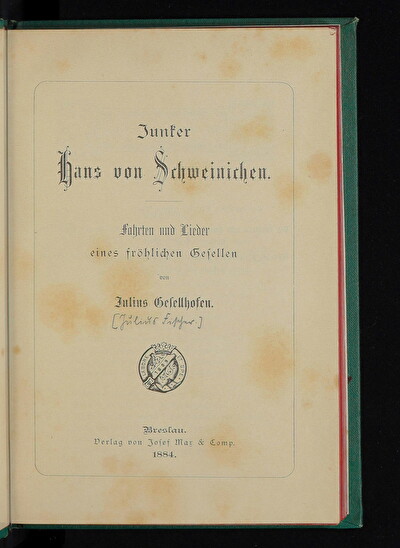 Junker
Hans von Schweinichen.
Fahrten und Lieder
eines fröhlichen Gesellen
von
Julius Gesellhofen.
[Julius
Breslau.
Verlag von Josef Max & Comp.
1884.